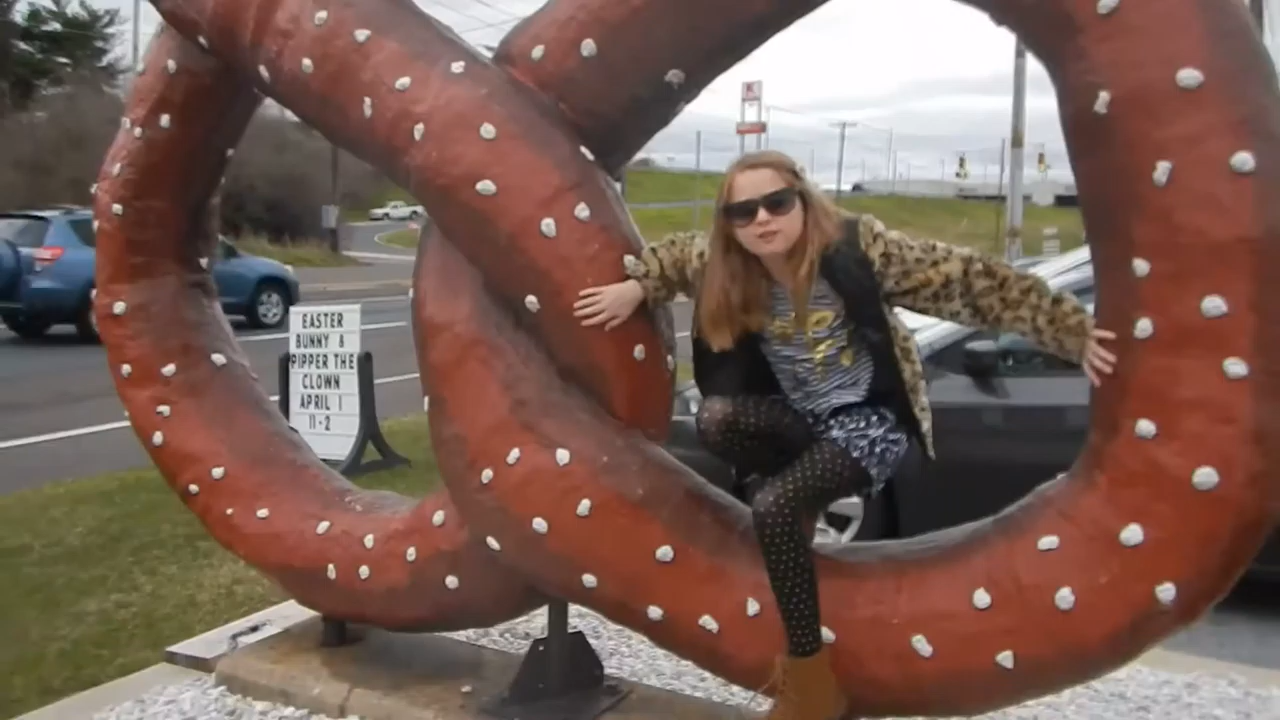 EASTER
BUNNY &
PIPPER THE
CLOWN
APRIL 1
11-2
K